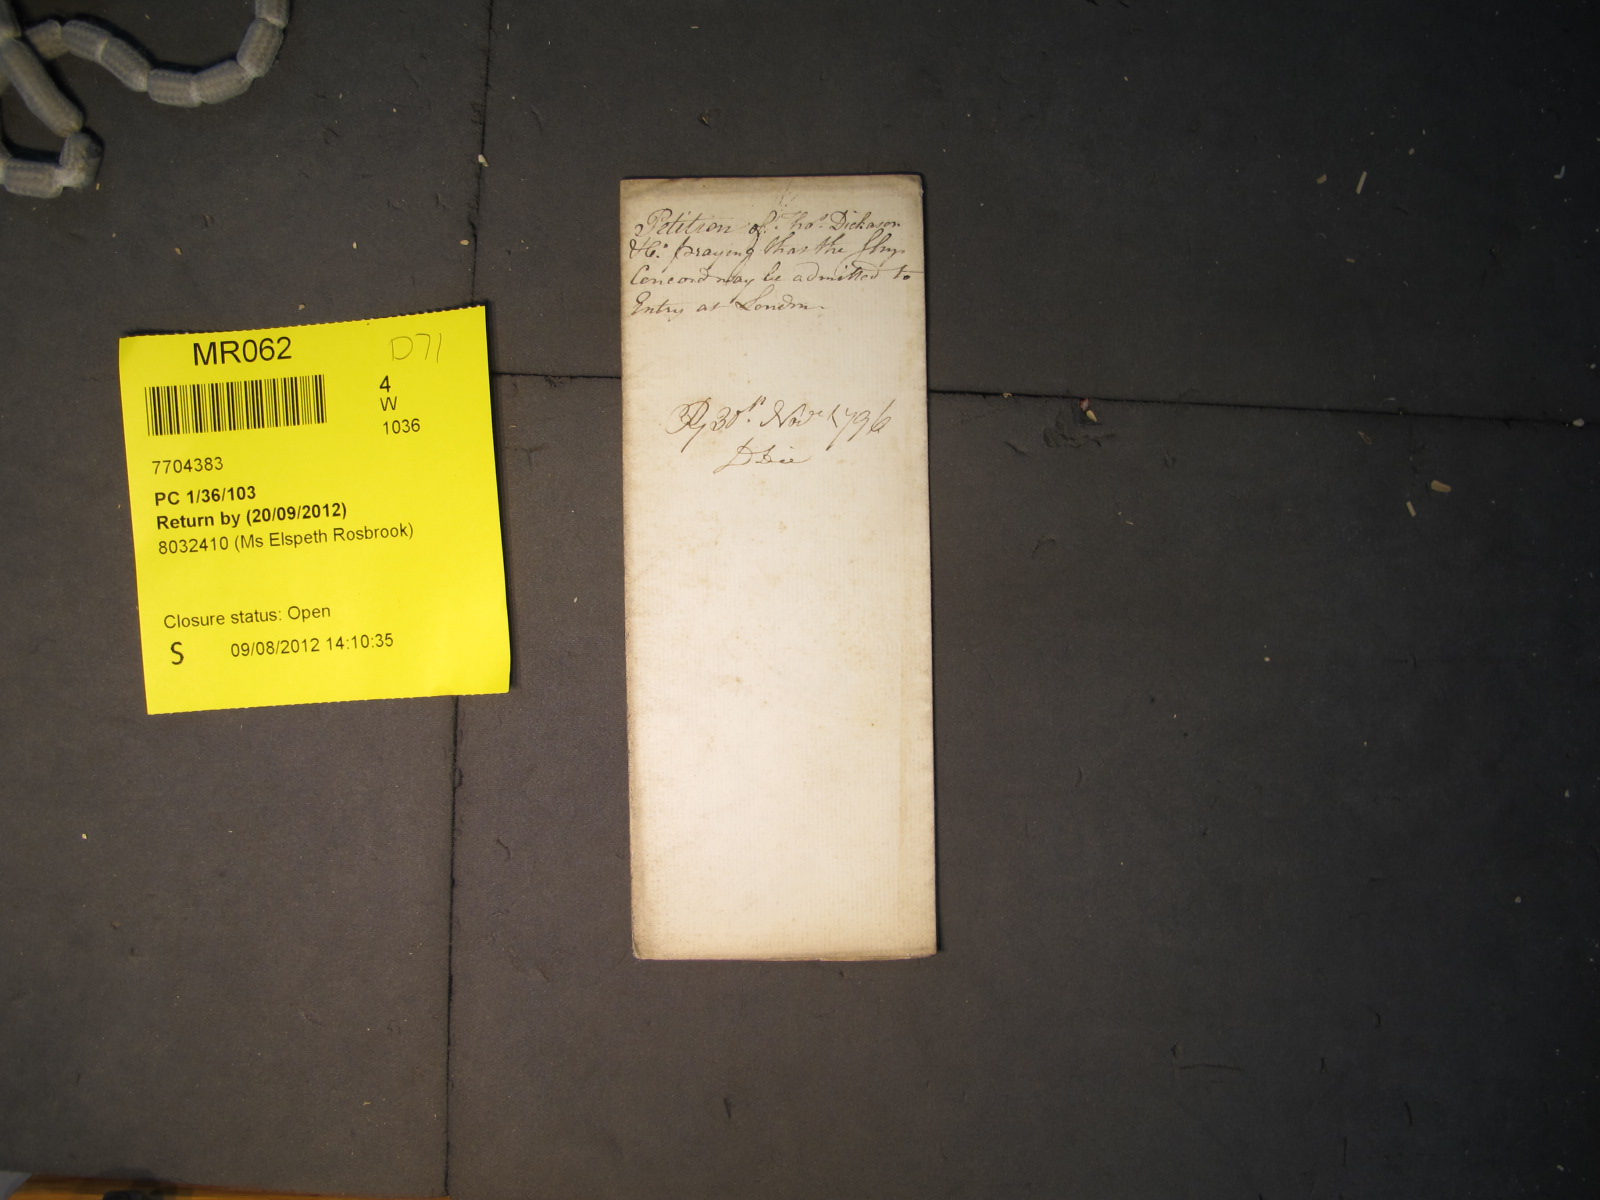 MR062
D71
4
W
1036
7704383
PC 1/36/103
Return by (20/09/2012)
8032410 (Ms Elspeth Rosbrook)
Closure status: Open
S 09/08/2012 14:10:35
Petition of Thos. Dickason
&c. praying that the Ship
Concord may be admitted to
Entry at London
30th. Novr. 1796